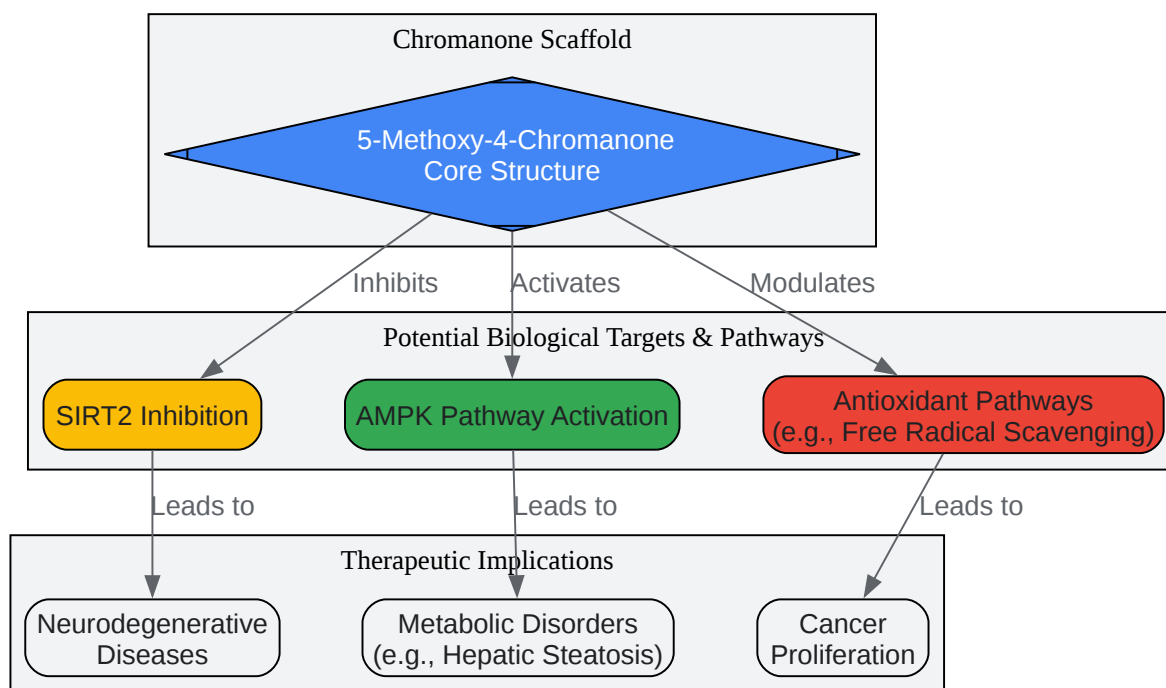 Chromanone Scaffold
5-Methoxy-4-Chromanone
Core Structure
Inhibits
Activates
Modulates
Potential Biological Targets & Pathways
SIRT2 Inhibition
AMPK Pathway Activation
Antioxidant Pathways
(e.g., Free Radical Scavenging)
Leads to
Leads to
Leads to
Therapeutic Implications
Neurodegenerative
Diseases
Metabolic Disorders
(e.g., Hepatic Steatosis)
Cancer
Proliferation